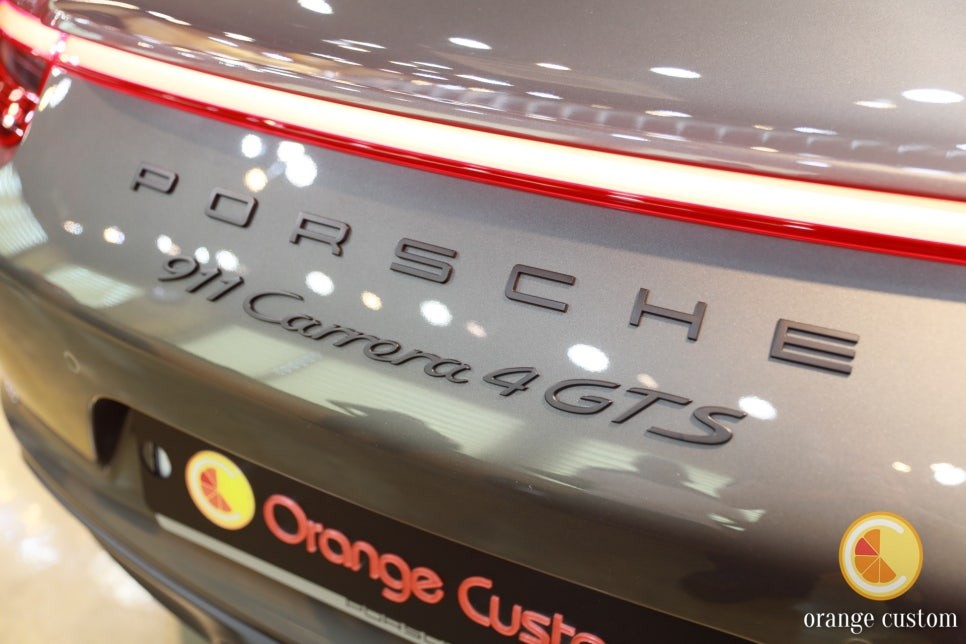 PORSCHE
911 Carrera 4 GTS
Orange Custo
orange custom